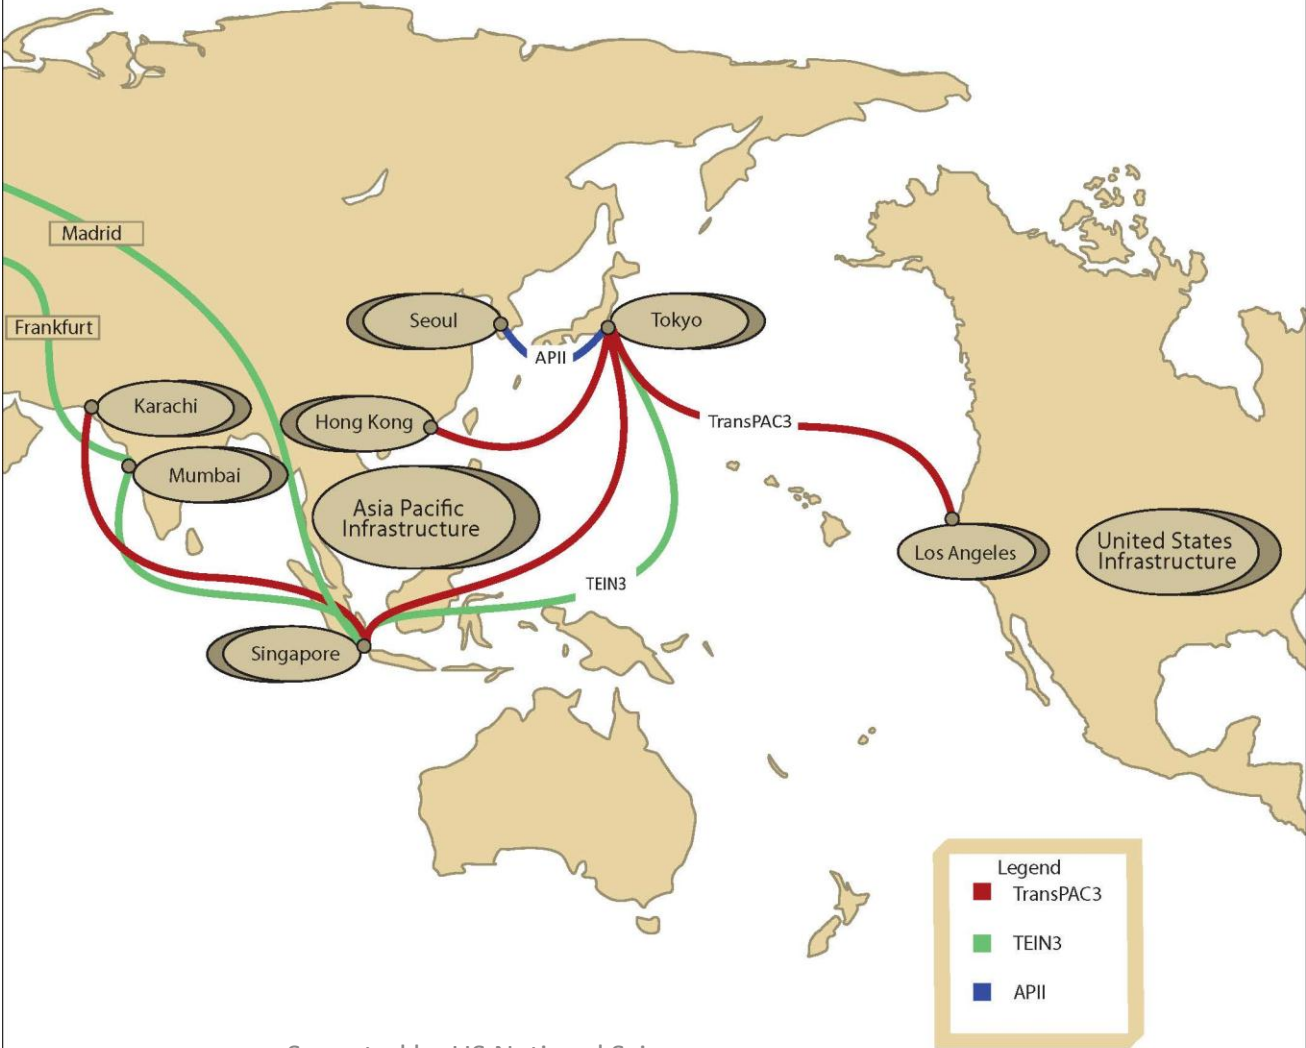 Madrid
Frankfurt
Seoul
Tokyo
APII
Karachi
Hong Kong
TransPAC3
Mumbai
Asia Pacific
Infrastructure
Los Angeles
United States
Infrastructure
TEIN3
Singapore
Legend
TransPAC3
TEIN3
APII